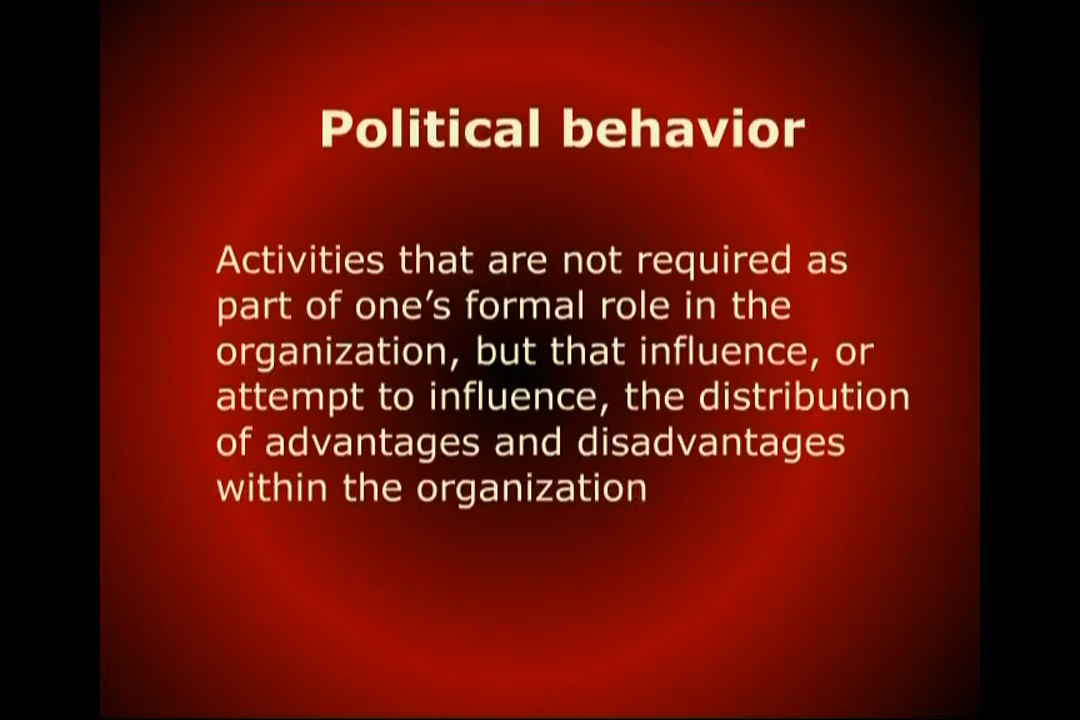 Political behavior
Activities that are not required as
part of one’s formal role in the
organization, but that influence, or
attempt to influence, the distribution
of advantages and disadvantages
within the organization